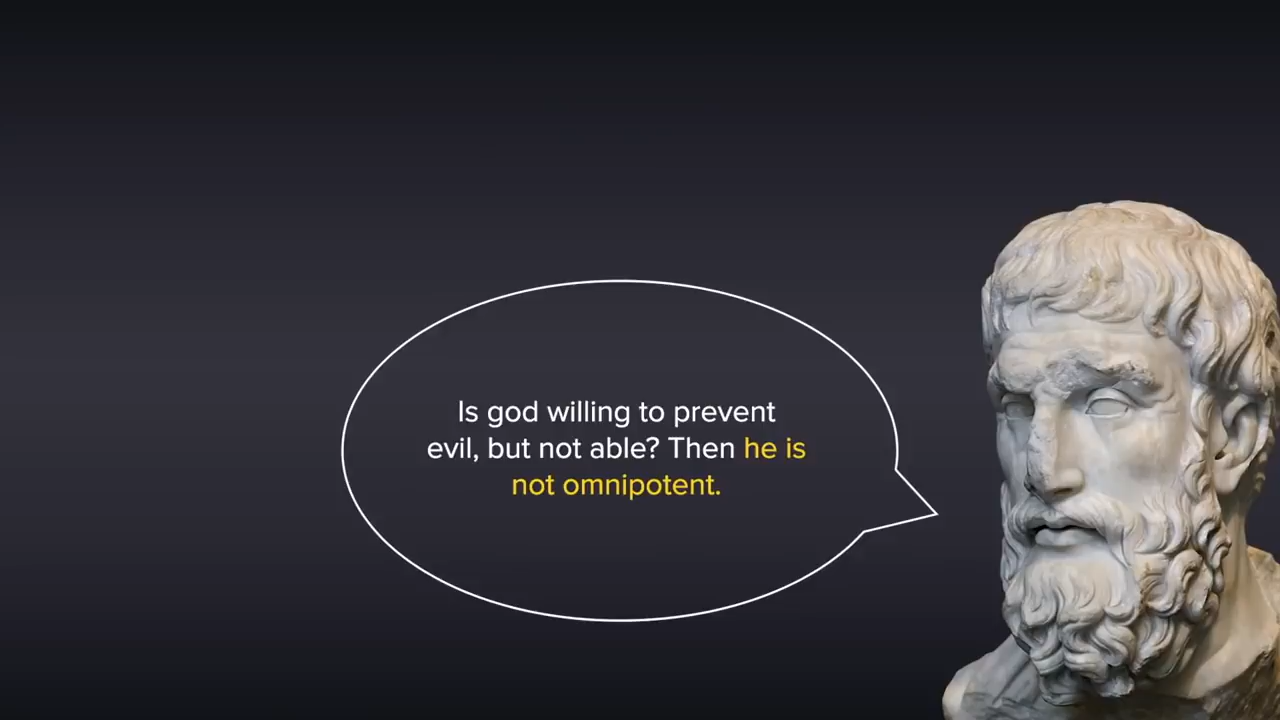 Is god willing to prevent
evil, but not able? Then he is
not omnipotent.